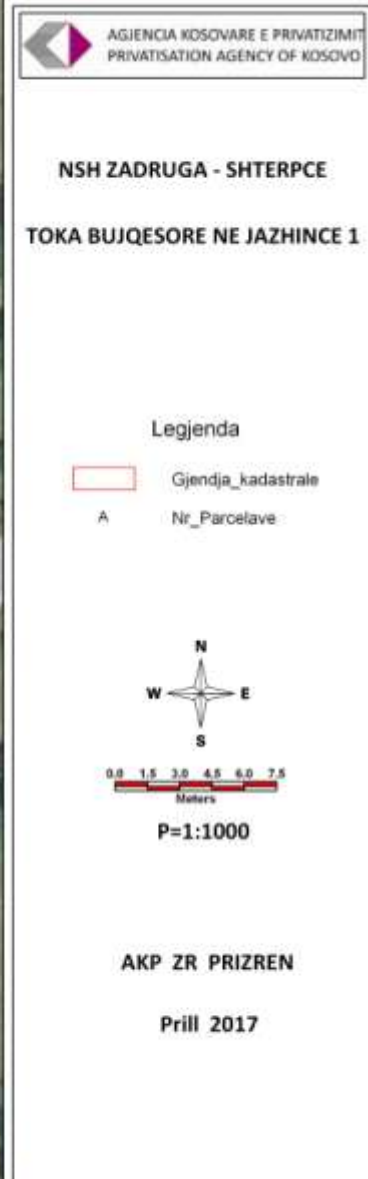 AGJENCIA KOSOVARE E PRIVATIZIMIT
PRIVATISATION AGENCY OF KOSOVO
NSH ZADRUGA - SHTERPCE
TOKA BUJQESORE NE JAZHINCE 1
Legjenda
Gjendja_kadastrale
A Nr_Parcelave
N
W E
S
0.0 1.5 3.0 4.5 6.0 7.5
Meters
P=1:1000
AKP ZR PRIZREN
Prill 2017